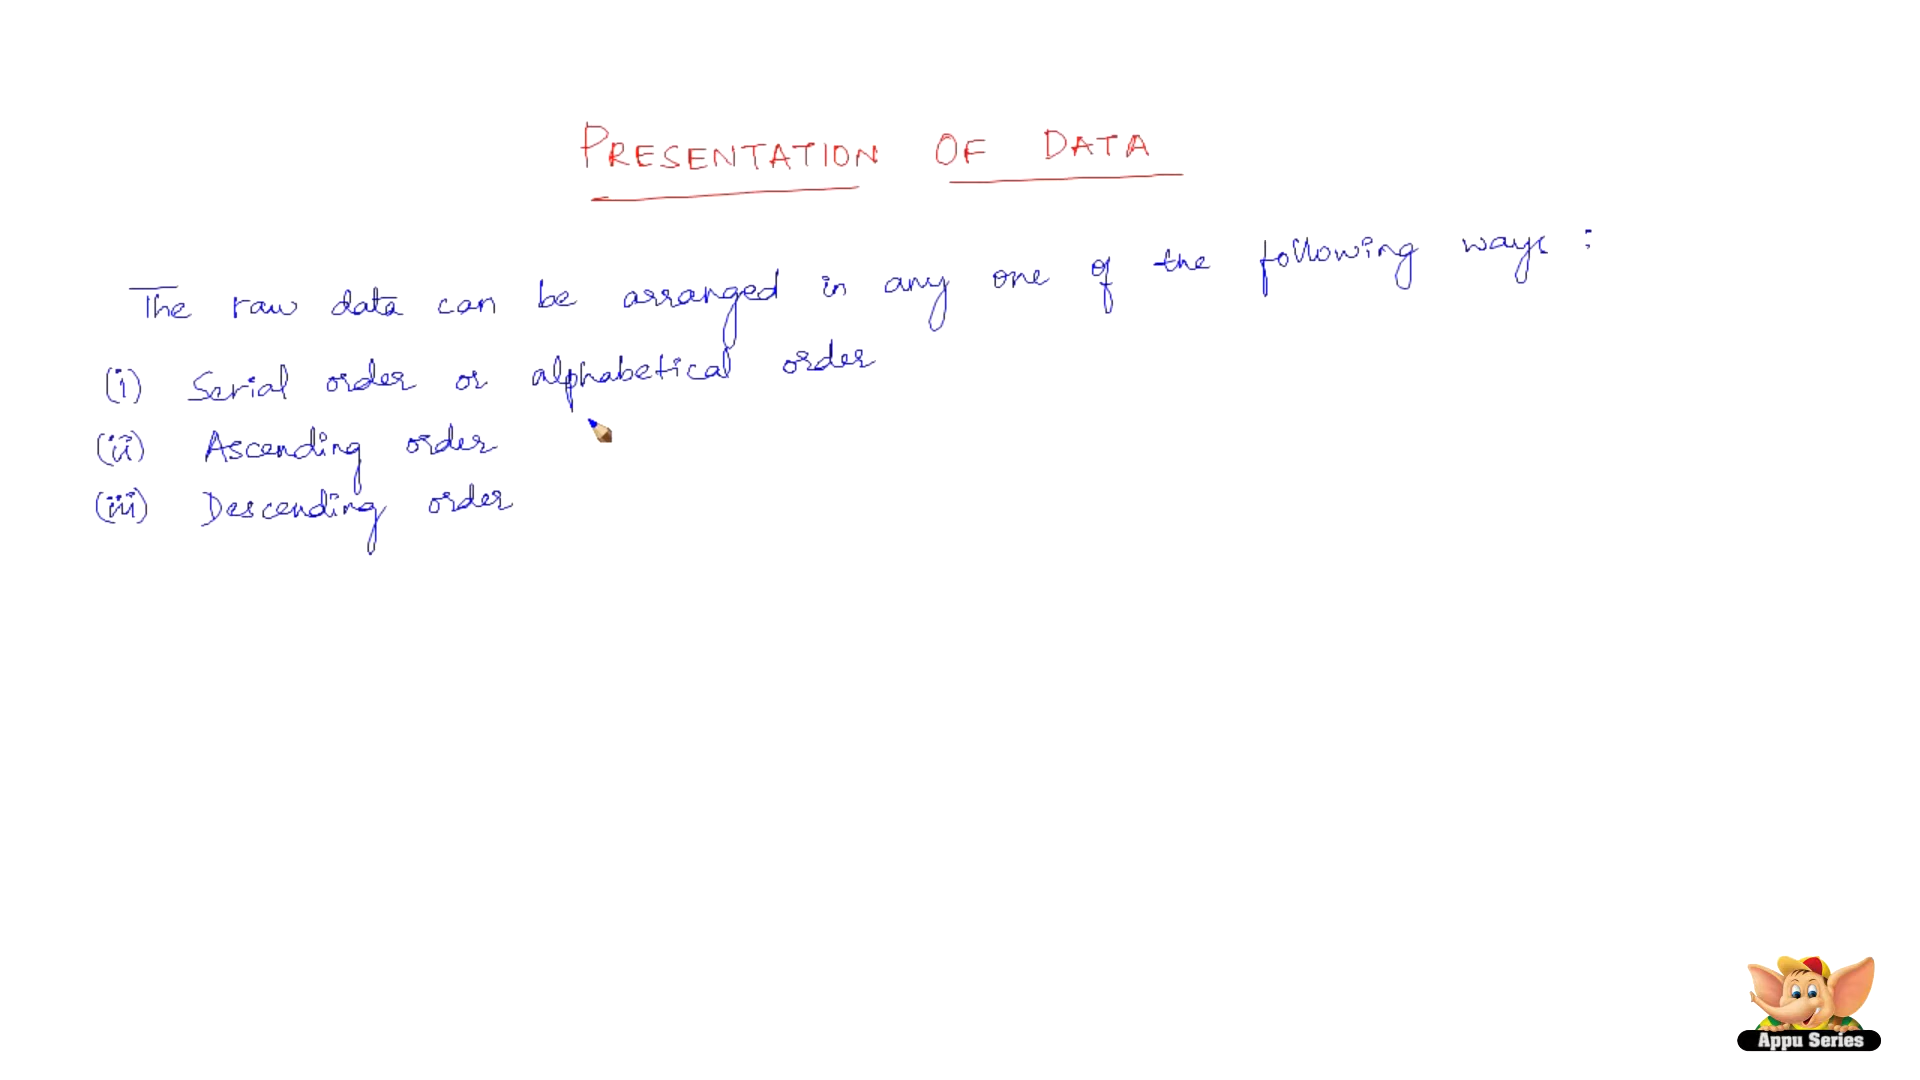 PRESENTATION OF DATA
The raw data can be arranged in any one of the following ways :
(i) Serial order or alphabetical order
(ii) Ascending order
(iii) Descending order
Appu Series